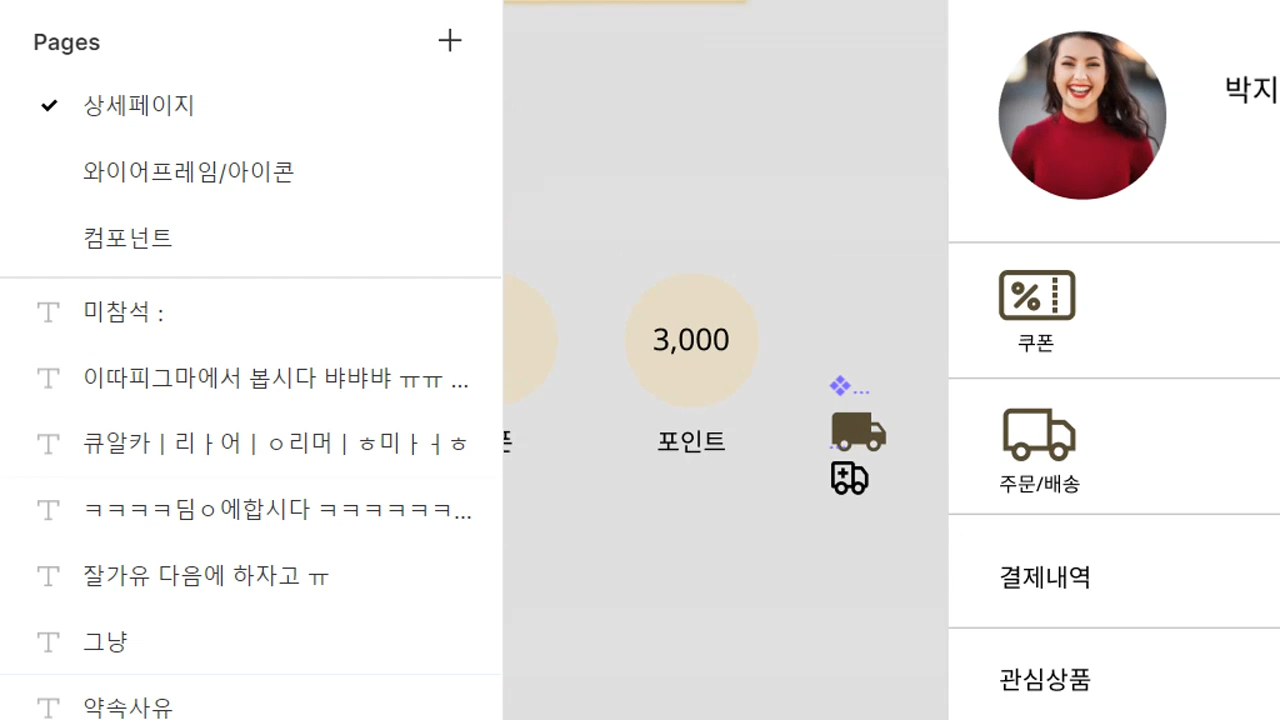 Pages
상세페이지
와이어프레임/아이콘
컴포넌트
미참석 :
이따피그마에서 봅시다 뱌뱌뱌 ㅠㅠ ...
큐알카ㅣ리ㅏ어ㅣㅇ리머ㅣㅎ미ㅏㅓㅎ
ㅋㅋㅋㅋ딤ㅇ에합시다 ㅋㅋㅋㅋㅋㅋ...
잘가유 다음에 하자고 ㅠ
그냥
약속사유
3,000
포인트
박지
%
쿠폰
주문/배송
결제내역
관심상품